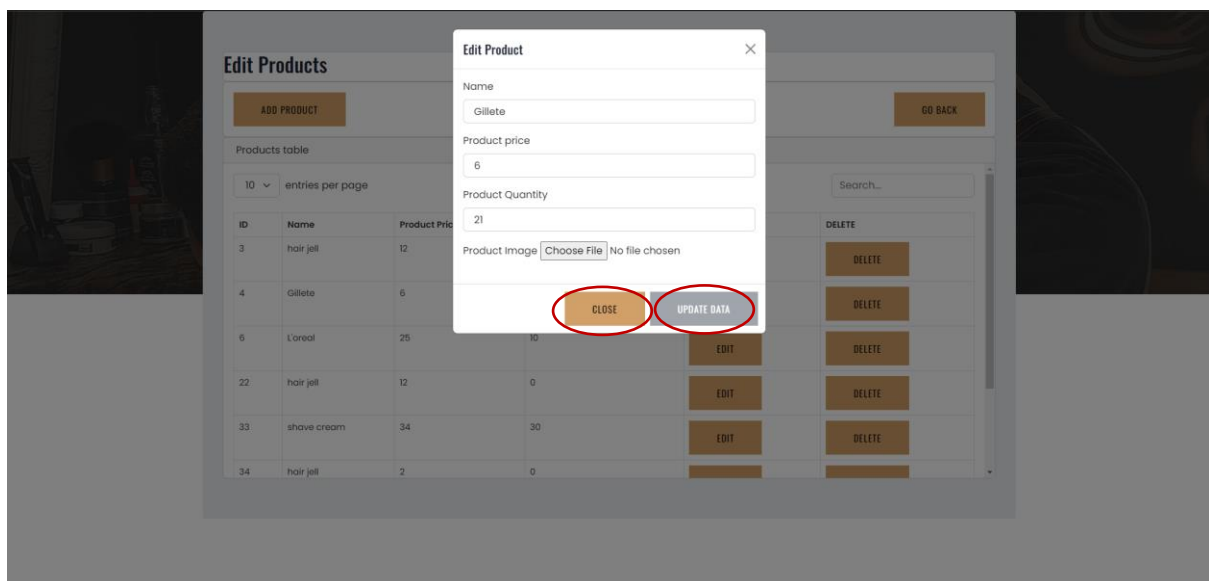 Edit Product
Name
Gillete
Product price
6
Product Quantity
21
Product Image Choose File No file chosen
CLOSE UPDATE DATA
Edit Products
ADD PRODUCT GO BACK
Products table
10 entries per page Search...
ID Name Product Pric DELETE
3 hair jell 12 DELETE
4 Gillete 6 DELETE
6 L'oreal 25 10 EDIT DELETE
22 hair jell 12 0 EDIT DELETE
33 shave cream 34 30 EDIT DELETE
34 hair jell 2 0